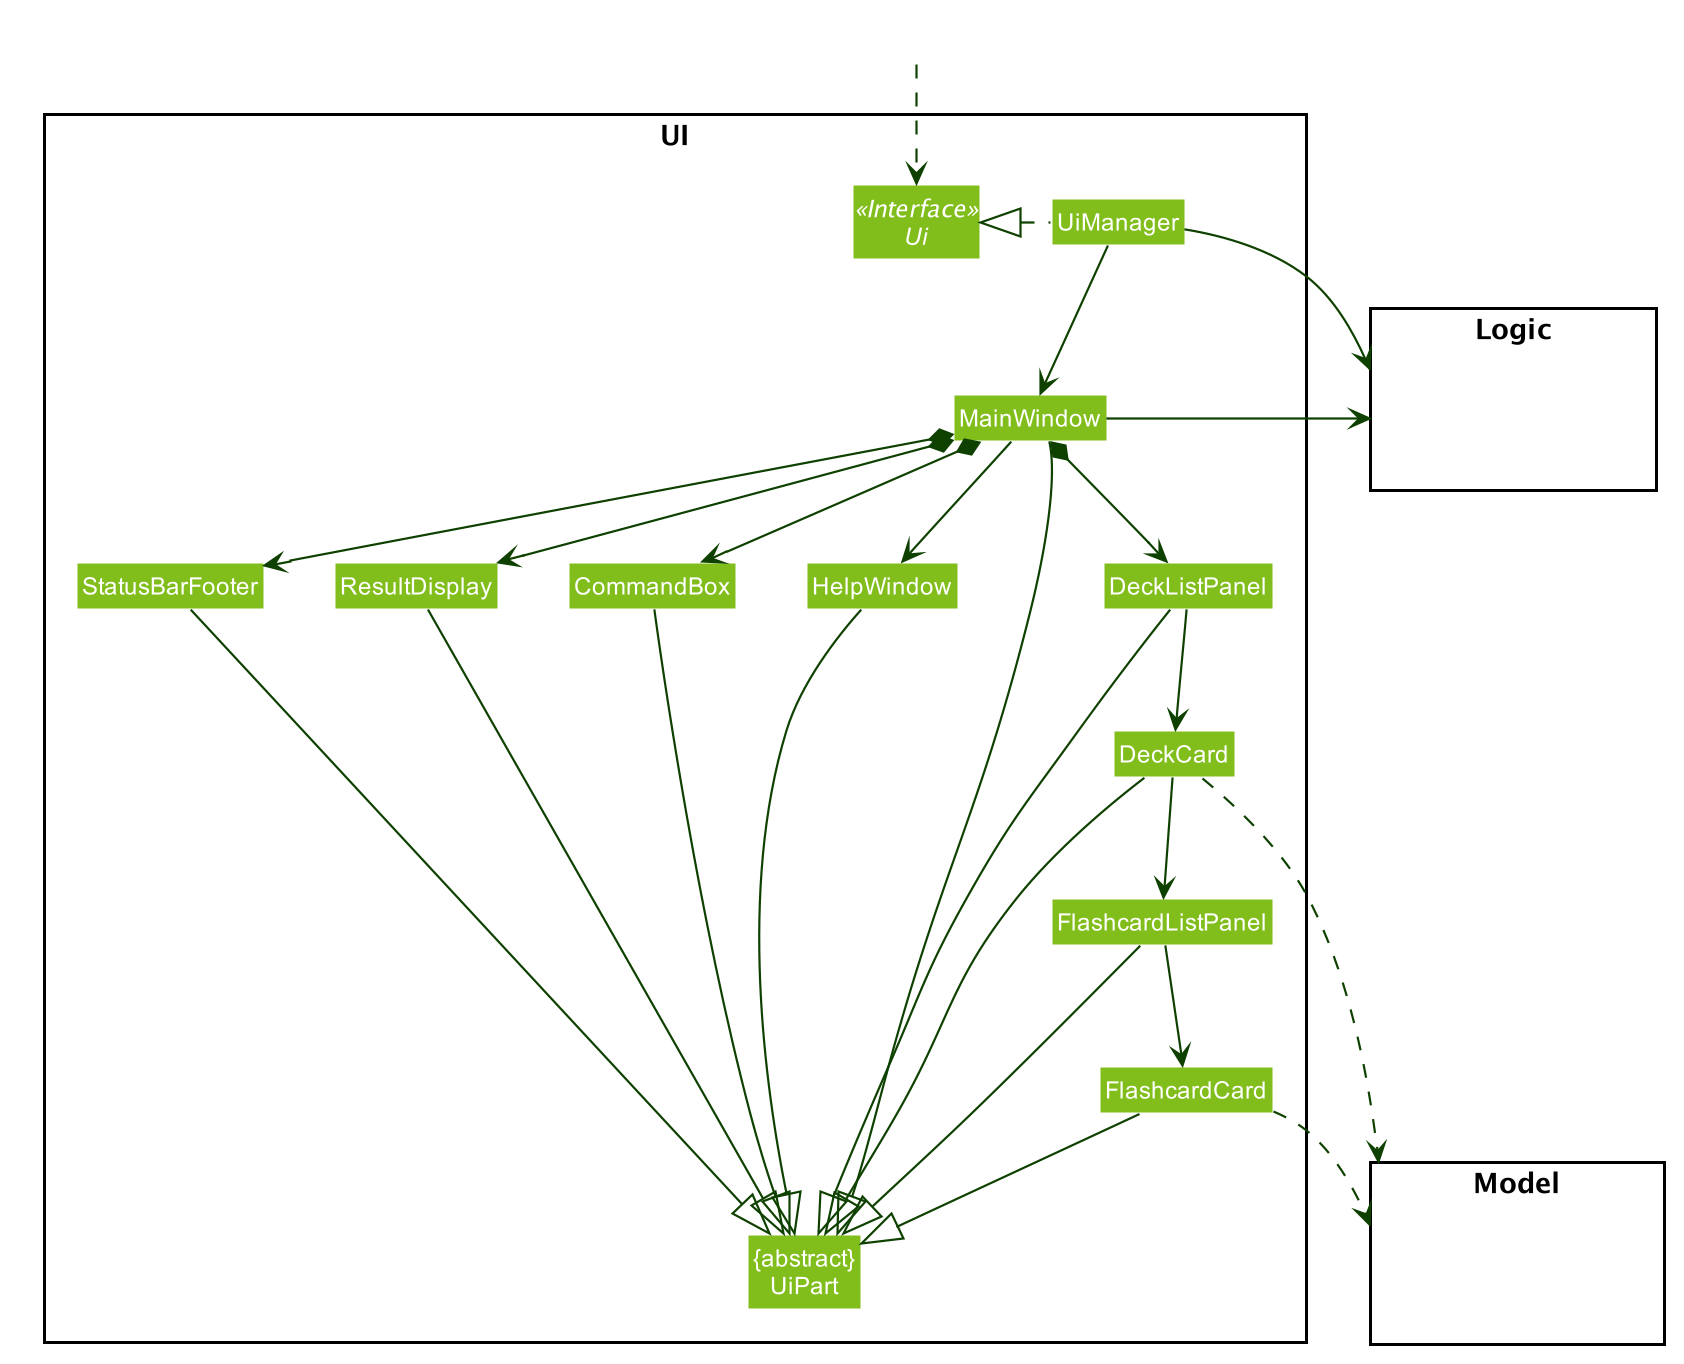 UI
«Interface»
Ui
UiManager
Logic
MainWindow
StatusBarFooter
ResultDisplay
CommandBox
HelpWindow
DeckListPanel
DeckCard
FlashcardListPanel
FlashcardCard
Model
{abstract}
UiPart